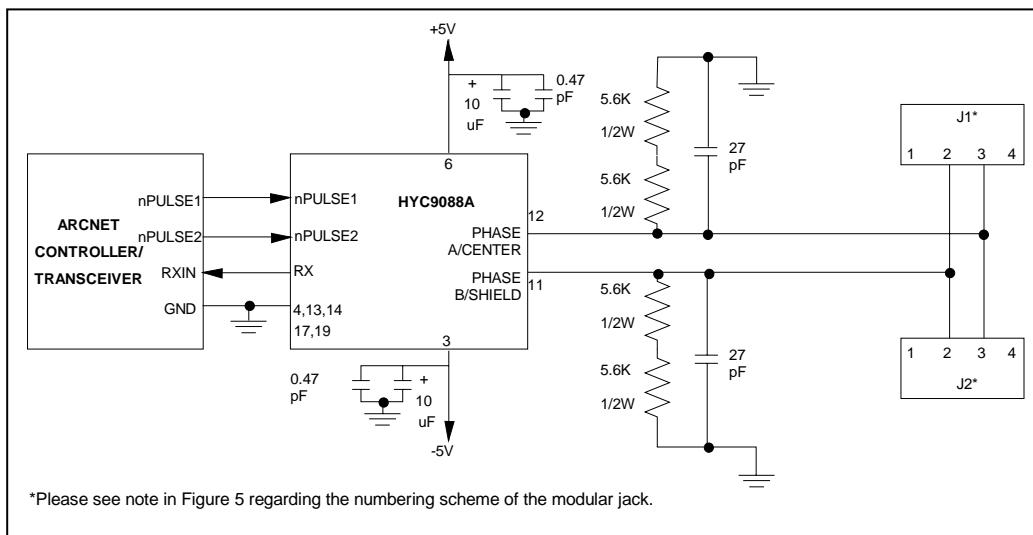 +5V
+
10
uF
0.47
pF
6
ARCNET
CONTROLLER/
TRANSCEIVER
nPULSE1
nPULSE2
RXIN
GND
nPULSE1
nPULSE2
RX
4,13,14
17,19
HYC9088A
12
PHASE
A/CENTER
PHASE
B/SHIELD
11
3
0.47
pF
+
10
uF
-5V
5.6K
1/2W
5.6K
1/2W
27
pF
5.6K
1/2W
5.6K
1/2W
27
pF
J1*
1 2 3 4
1 2 3 4
J2*
*Please see note in Figure 5 regarding the numbering scheme of the modular jack.